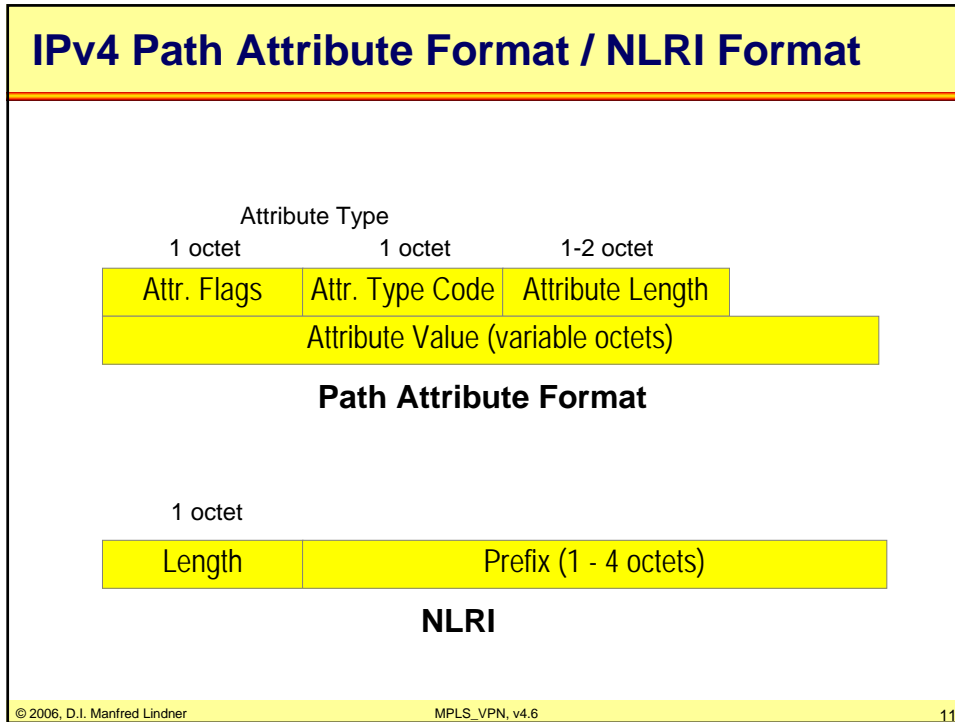 IPv4 Path Attribute Format / NLRI Format
Attribute Type
1 octet 1 octet 1-2 octet
Attr. Flags Attr. Type Code Attribute Length
Attribute Value (variable octets)
Path Attribute Format
1 octet
Length Prefix (1 - 4 octets)
NLRI
© 2006, D.I. Manfred Lindner MPLS_VPN, v4.6 11